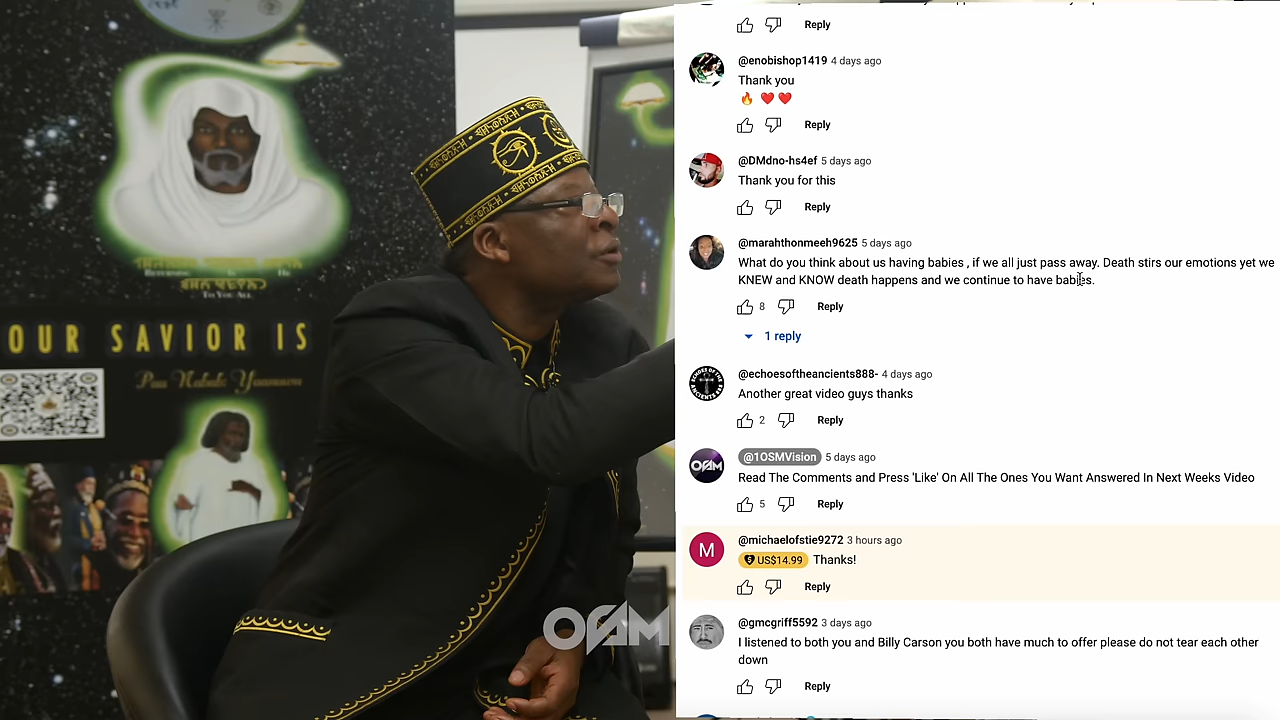 OUR SAVIOR IS
TO YOU ALL
OFAM
Reply
@enobishop1419 4 days ago
Thank you
🔥 ❤️❤️
Reply
@DMdno-hs4ef 5 days ago
Thank you for this
Reply
@marahthonmeeh9625 5 days ago
What do you think about us having babies , if we all just pass away. Death stirs our emotions yet we
KNEW and KNOW death happens and we continue to have babies.
8 Reply
1 reply
@echoesoftheancients888- 4 days ago
Another great video guys thanks
2 Reply
@1OSMVision 5 days ago
Read The Comments and Press 'Like' On All The Ones You Want Answered In Next Weeks Video
5 Reply
M
@michaelofstie9272 3 hours ago
US$14.99 Thanks!
Reply
@gmcgriff5592 3 days ago
I listened to both you and Billy Carson you both have much to offer please do not tear each other
down
Reply